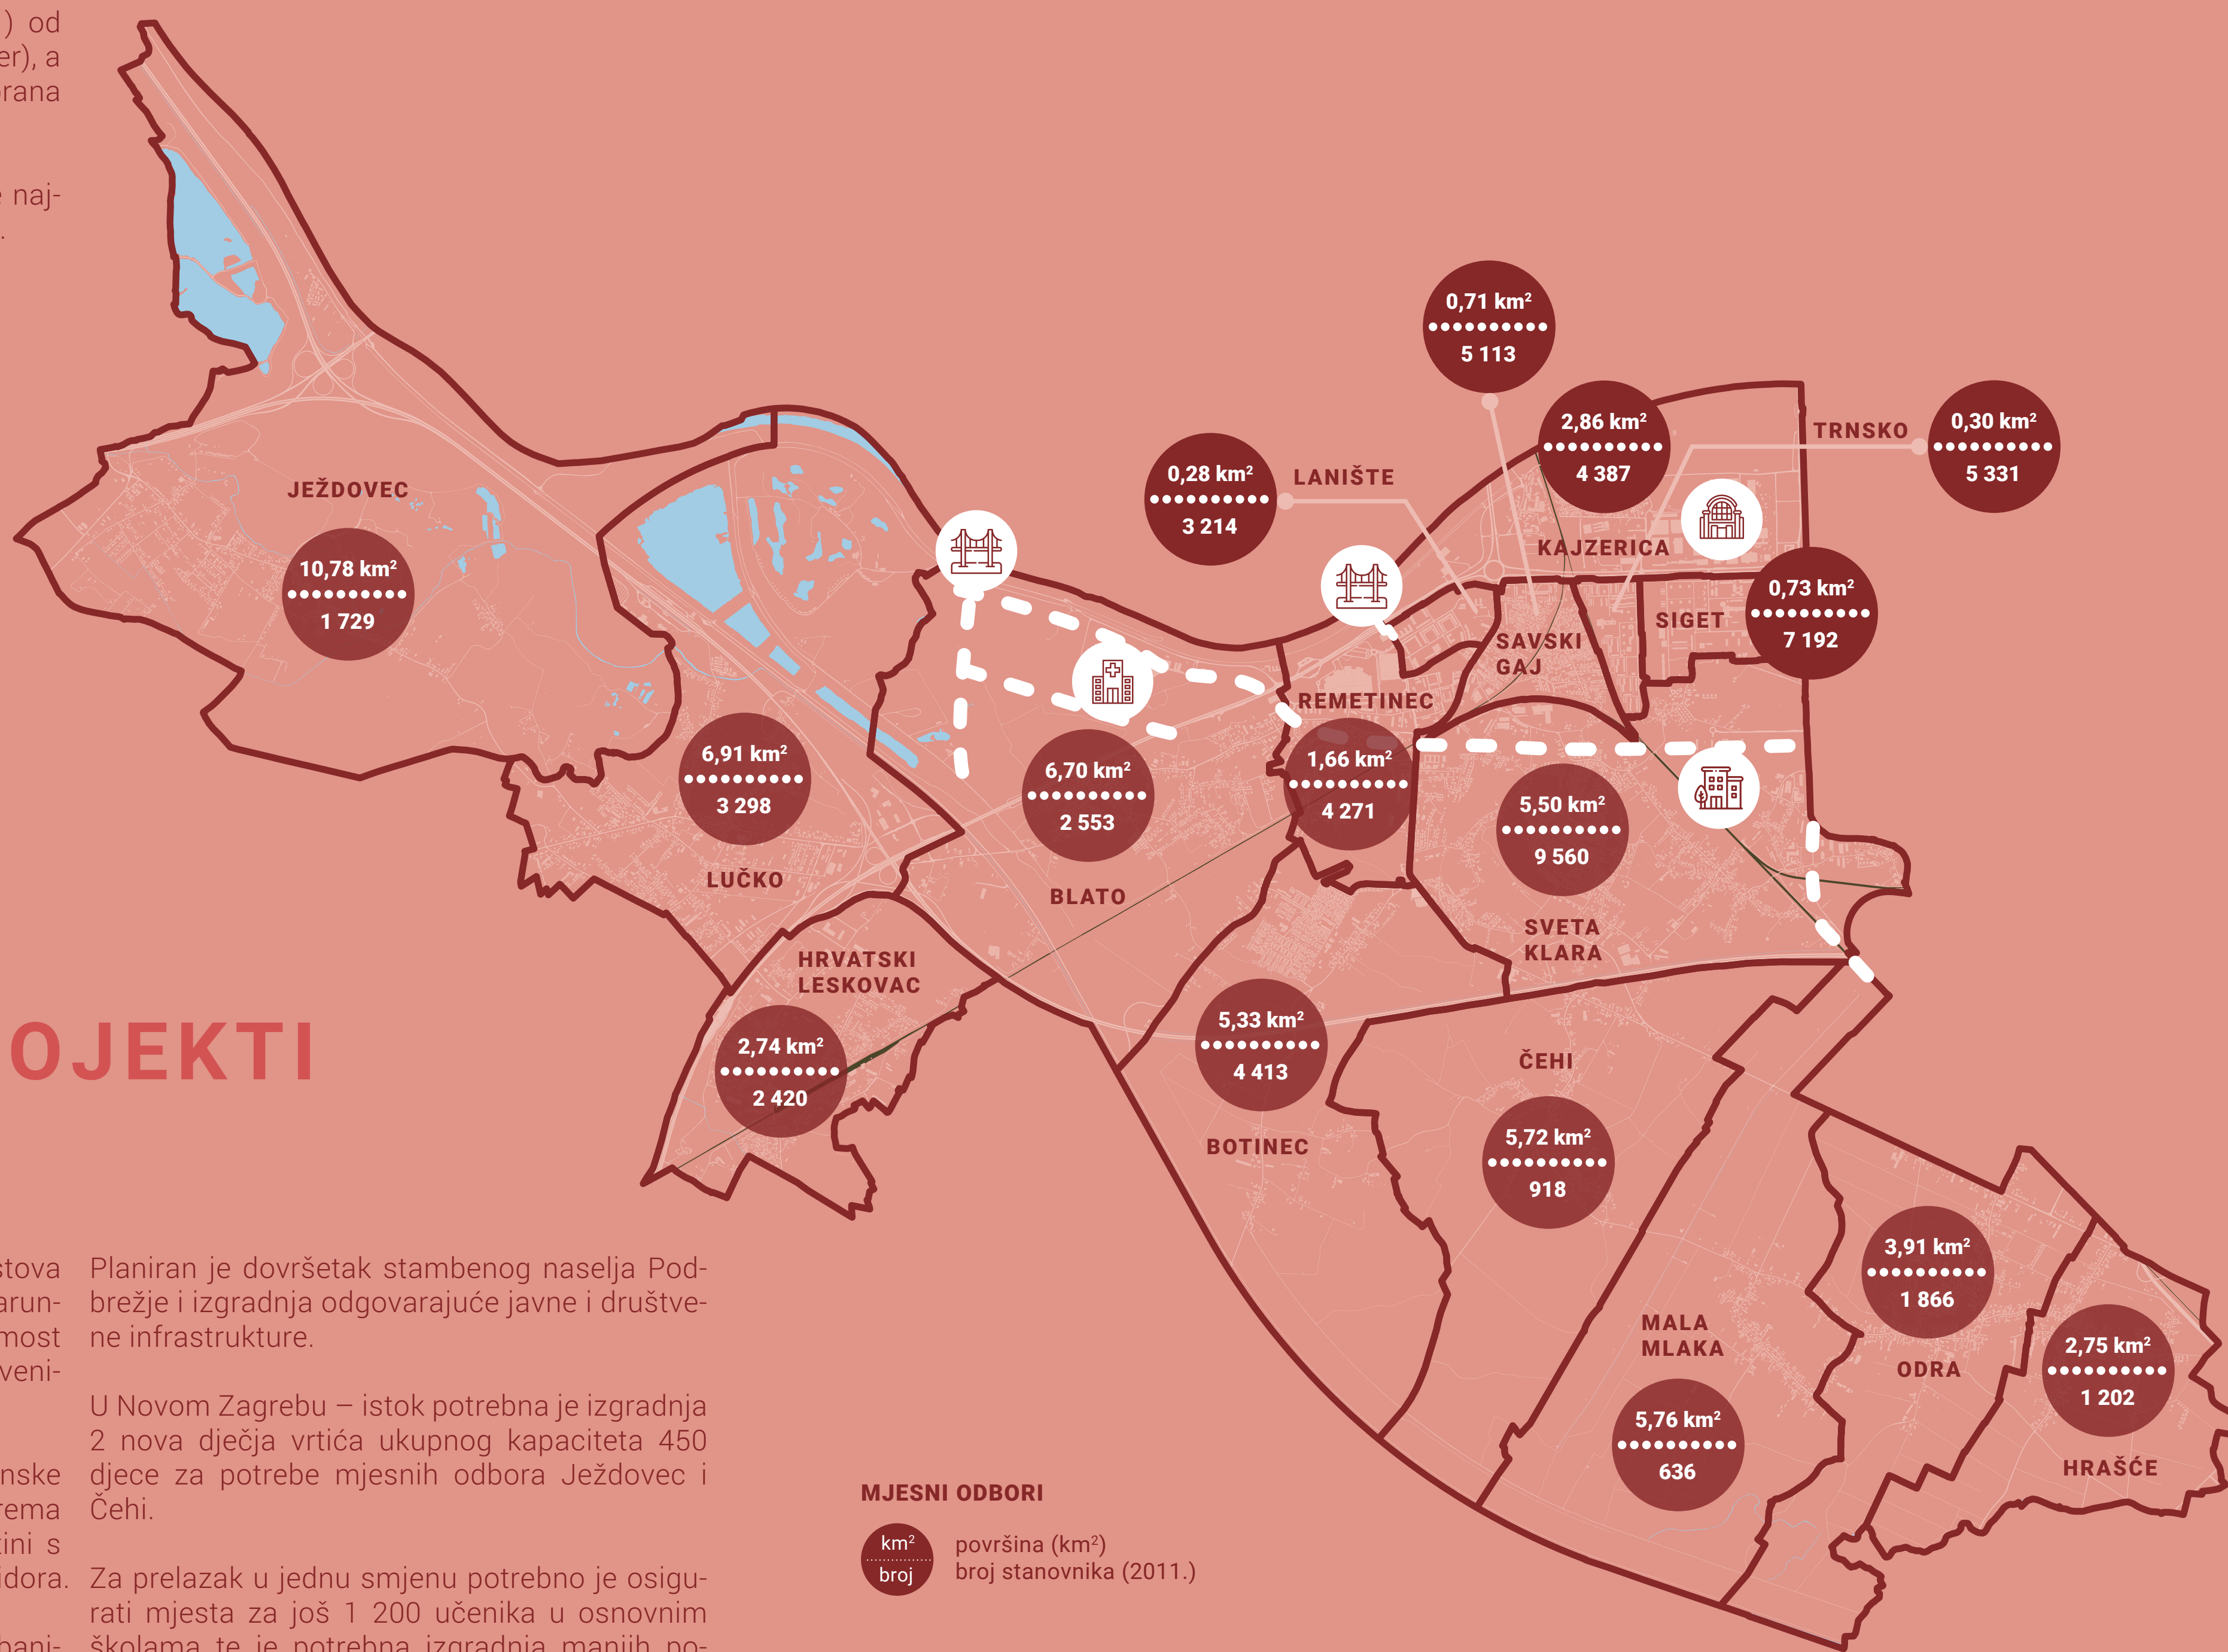 ) od
er), a
rana
naj-
.
0,71 km²
5 113
2,86 km²
4 387
TRNSKO
0,30 km²
5 331
0,28 km²
3 214
LANIŠTE
JEŽDOVEC
10,78 km²
1 729
KAJZERICA
0,73 km²
7 192
SIGET
SAVSKI
GAJ
REMETINEC
1,66 km²
4 271
6,91 km²
3 298
LUČKO
6,70 km²
2 553
BLATO
5,50 km²
9 560
SVETA
KLARA
HRVATSKI
LESKOVAC
2,74 km²
2 420
5,33 km²
4 413
BOTINEC
ČEHI
5,72 km²
918
OJEKTI
3,91 km²
1 866
ODRA
MALA
MLAKA
5,76 km²
636
2,75 km²
1 202
HRAŠĆE
stova
arun-
most
veni-
nske
rema
ini s
idora.
bani-
Planiran je dovršetak stambenog naselja Pod-
brežje i izgradnja odgovarajuće javne i društve-
ne infrastrukture.
U Novom Zagrebu – istok potrebna je izgradnja
2 nova dječja vrtića ukupnog kapaciteta 450
djece za potrebe mjesnih odbora Ježdovec i
Čehi.
Za prelazak u jednu smjenu potrebno je osigu-
rati mjesta za još 1 200 učenika u osnovnim
školama te je potrebna izgradnja manjih po-
MJESNI ODBORI
km²
broj
površina (km²)
broj stanovnika (2011.)